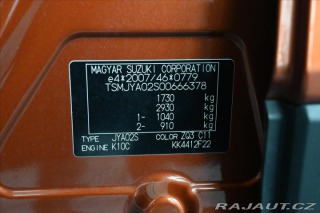 MAGYAR SUZUKI CORPORATION
e4*2007/46*0779
TSMJYA02S00666378
1730 kg
2930 kg
1- 1040 kg
2- 910 kg
TYPE JYA02S COLOR ZQ3 C11
ENGINE K10C KK4412F22
RAJAUT.CZ